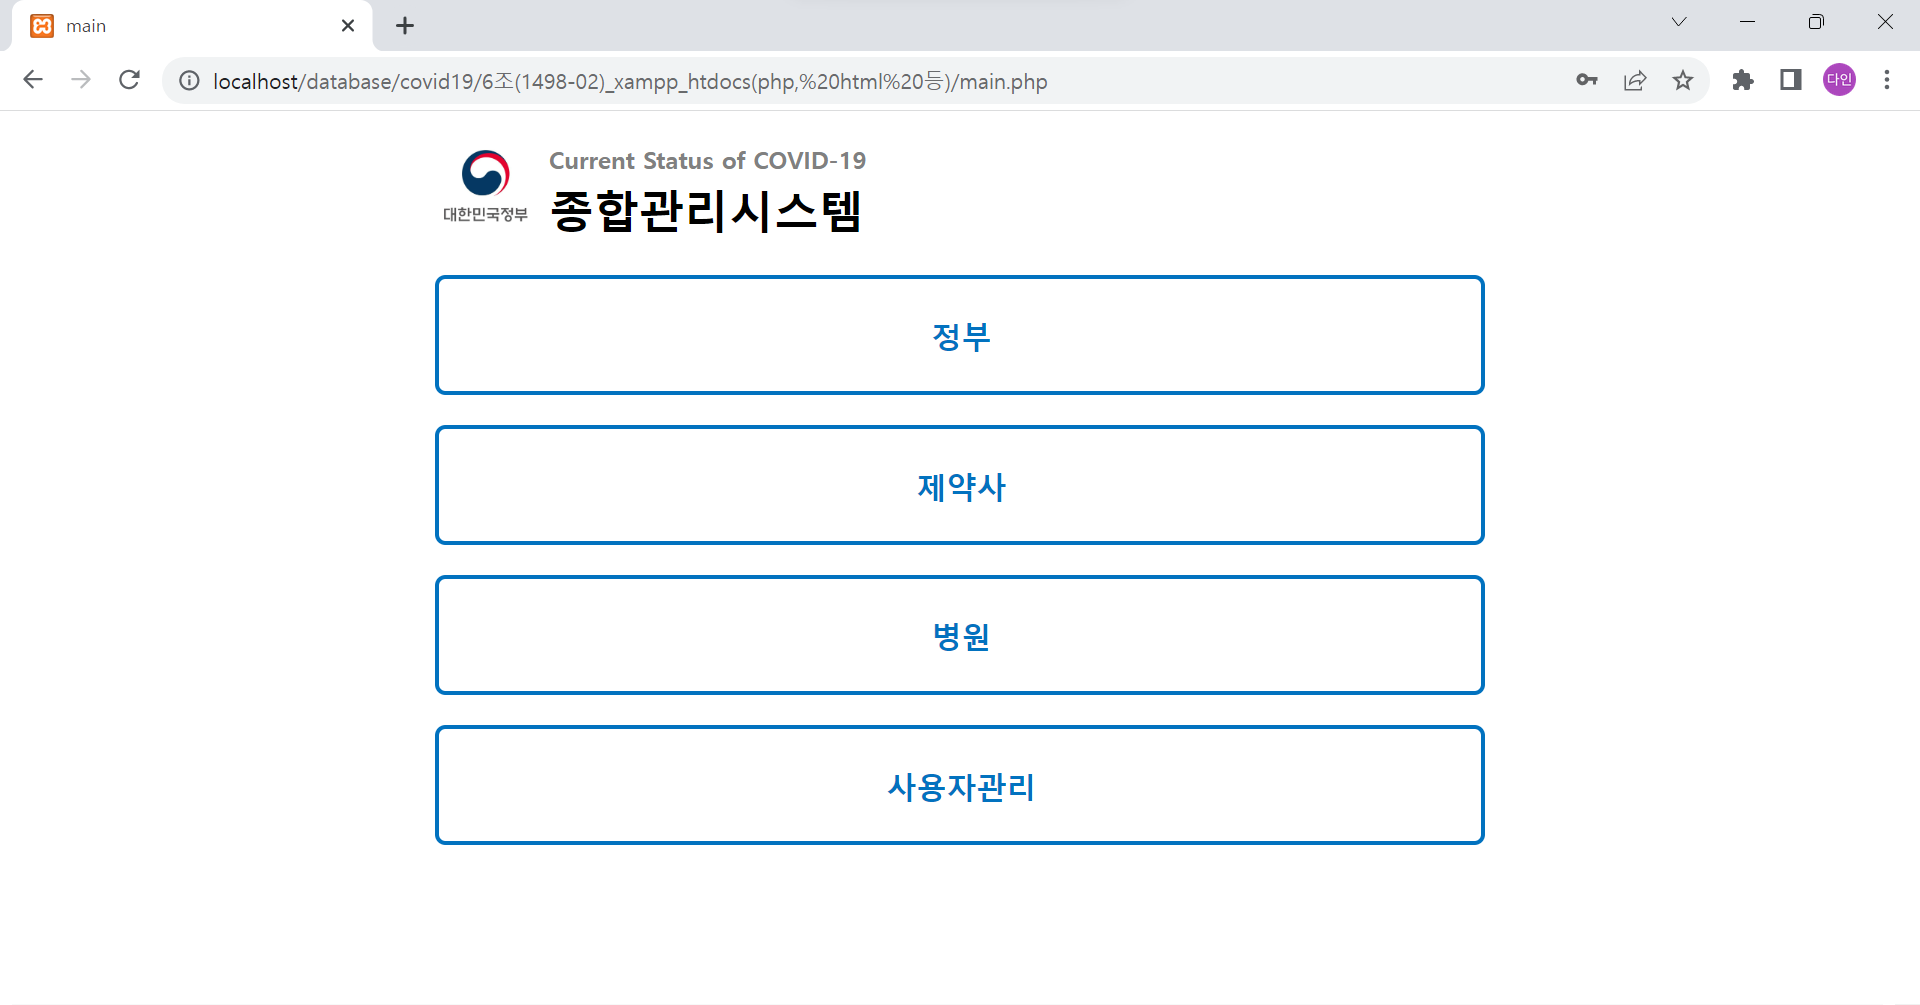 main
localhost/database/covid19/6조(1498-02)_xampp_htdocs(php,%20html%20등)/main.php
다인
Current Status of COVID-19
대한민국정부
종합관리시스템
정부
제약사
병원
사용자관리